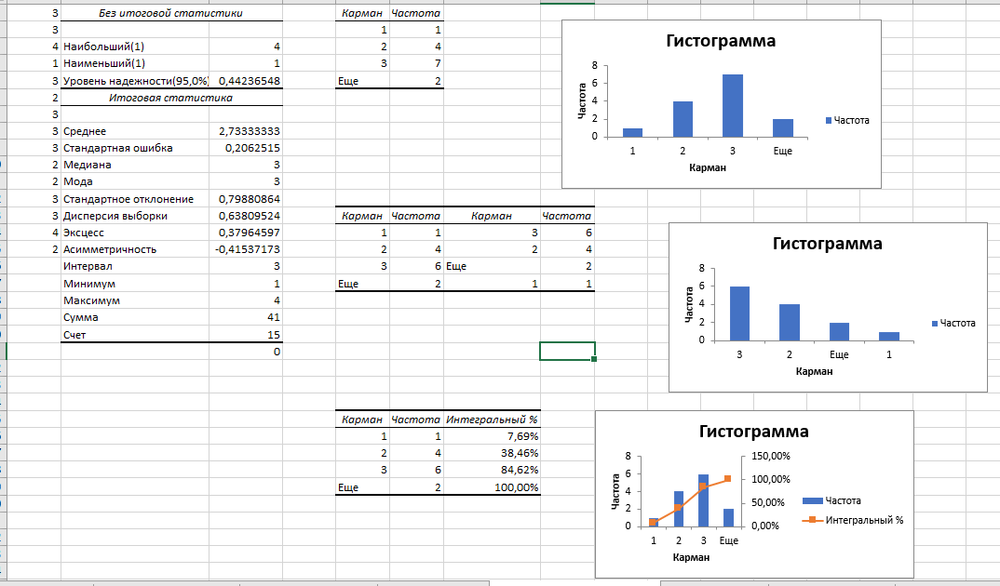 3 Без итоговой статистики
3
4 Наибольший(1) 4
1 Наименьший(1) 1
3 Уровень надежности(95,0%) 0,44236548
2 Итоговая статистика
3
3 Среднее 2,73333333
3 Стандартная ошибка 0,2062515
2 Медиана 3
2 Мода 3
3 Стандартное отклонение 0,79880864
3 Дисперсия выборки 0,63809524
4 Эксцесс 0,37964597
2 Асимметричность -0,41537173
Интервал 3
Минимум 1
Максимум 4
Сумма 41
Счет 15
0
Карман Частота
1 1
2 4
3 7
Еще 2
Гистограмма
Частота
8
6
4
2
0
1 2 3 Еще
Карман
Частота
Карман Частота Карман Частота
1 1 3 6
2 4 2 4
3 6 Еще 2
Еще 2 1 1
Гистограмма
Частота
8
6
4
2
0
3 2 Еще 1
Карман
Частота
Карман Частота Интегральный %
1 1 7,69%
2 4 38,46%
3 6 84,62%
Еще 2 100,00%
Гистограмма
Частота
8
6
4
2
0
150,00%
100,00%
50,00%
0,00%
1 2 3 Еще
Карман
Частота
Интегральный %